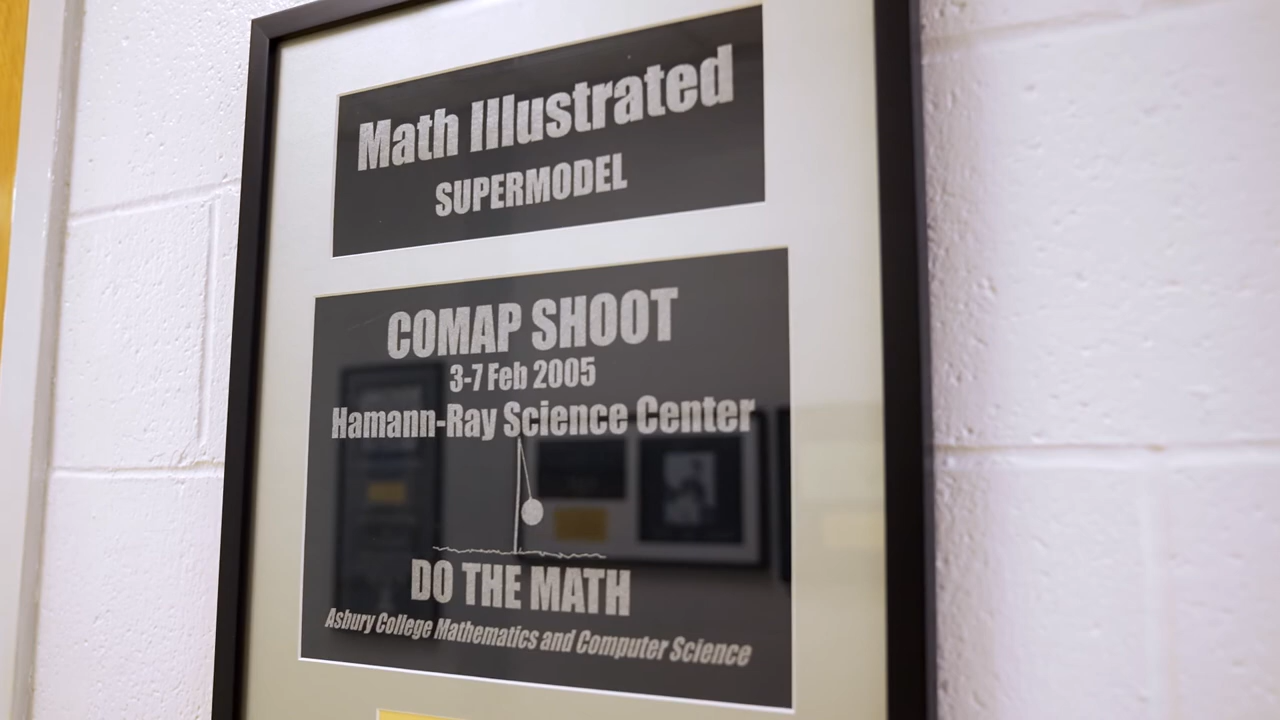 Math Illustrated
SUPERMODEL
COMAP SHOOT
3-7 Feb 2005
Hamann-Ray Science Center
DO THE MATH
Asbury College Mathematics and Computer Science